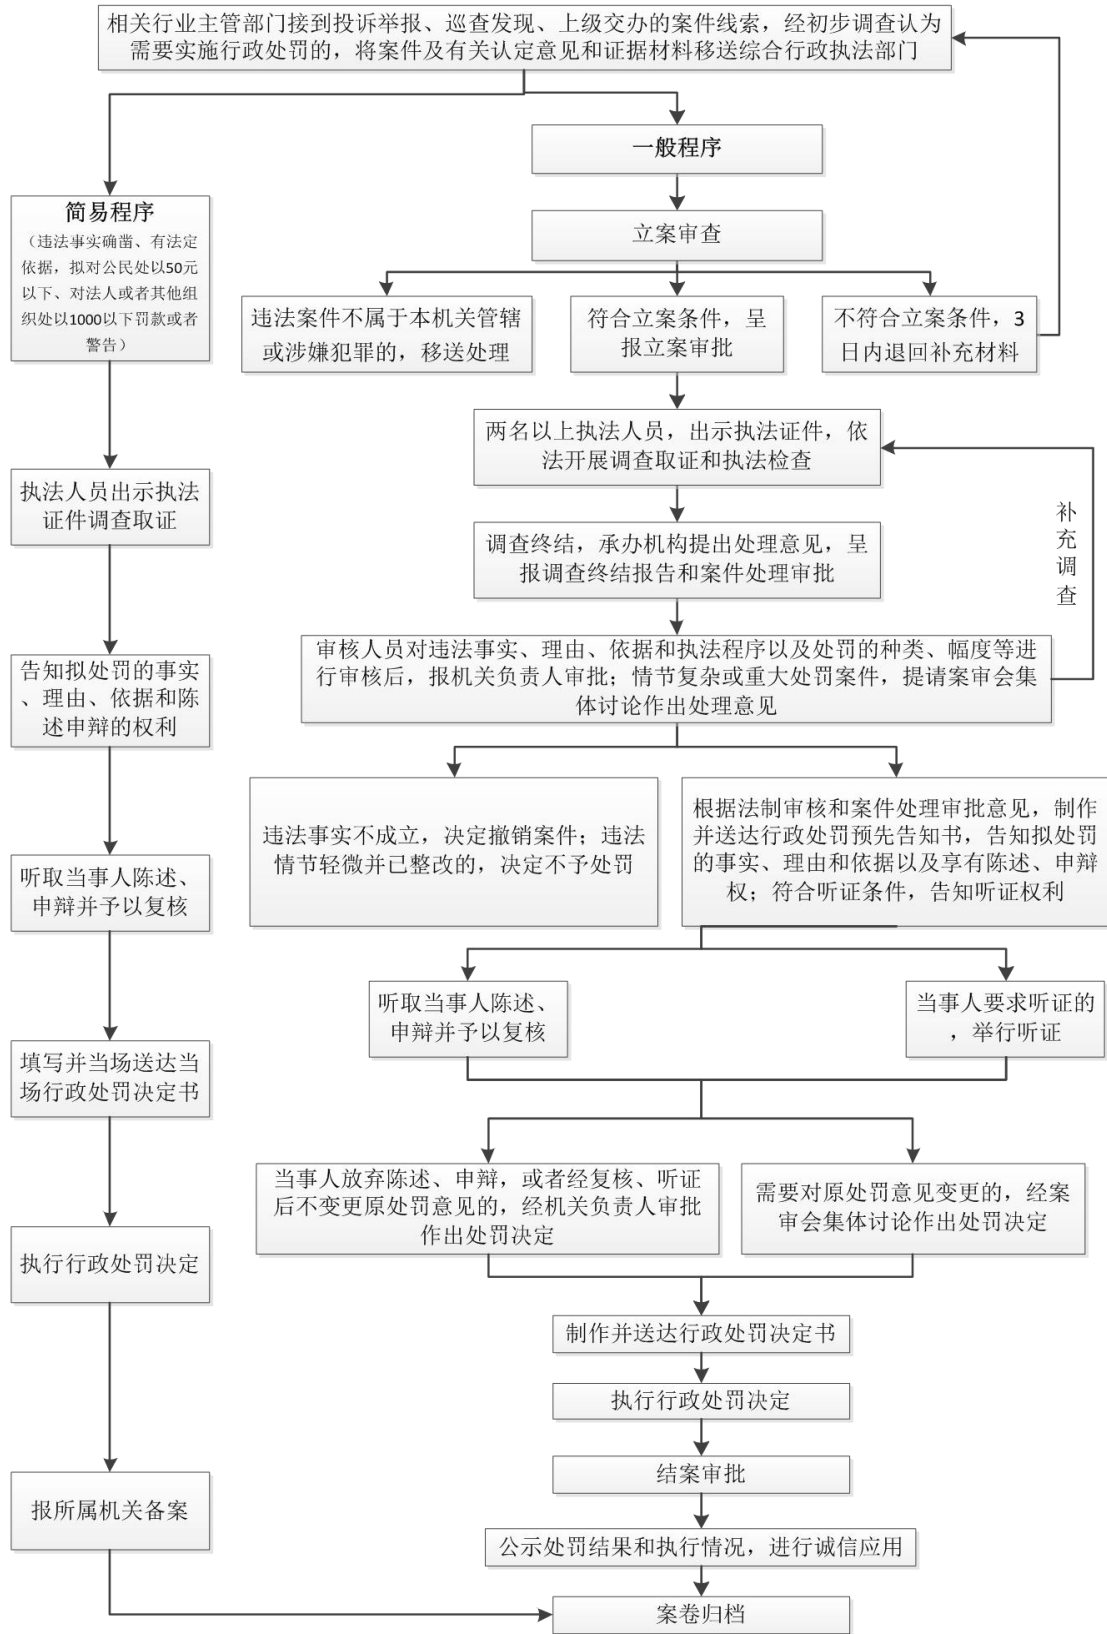 相关行业主管部门接到投诉举报、巡查发现、上级交办的案件线索，经初步调查认为
需要实施行政处罚的，将案件及有关认定意见和证据材料移送综合行政执法部门
一般程序
简易程序
（违法事实确凿、有法定
依据，拟对公民处以50元
以下、对法人或者其他组
织处以1000以下罚款或者
警告）
立案审查
违法案件不属于本机关管辖
或涉嫌犯罪的，移送处理
符合立案条件，呈
报立案审批
不符合立案条件，3
日内退回补充材料
两名以上执法人员，出示执法证件，依
法开展调查取证和执法检查
执法人员出示执法
证件调查取证
补
充
调
查
调查终结，承办机构提出处理意见，呈
报调查终结报告和案件处理审批
审核人员对违法事实、理由、依据和执法程序以及处罚的种类、幅度等进
行审核后，报机关负责人审批；情节复杂或重大处罚案件，提请案审会集
体讨论作出处理意见
告知拟处罚的事实
、理由、依据和陈
述申辩的权利
违法事实不成立，决定撤销案件；违法
情节轻微并已整改的，决定不予处罚
根据法制审核和案件处理审批意见，制作
并送达行政处罚预先告知书，告知拟处罚
的事实、理由和依据以及享有陈述、申辩
权；符合听证条件，告知听证权利
听取当事人陈述、
申辩并予以复核
听取当事人陈述、
申辩并予以复核
当事人要求听证的
，举行听证
填写并当场送达当
场行政处罚决定书
当事人放弃陈述、申辩，或者经复核、听证
后不变更原处罚意见的，经机关负责人审批
作出处罚决定
需要对原处罚意见变更的，经案
审会集体讨论作出处罚决定
执行行政处罚决定
制作并送达行政处罚决定书
执行行政处罚决定
结案审批
报所属机关备案
公示处罚结果和执行情况，进行诚信应用
案卷归档